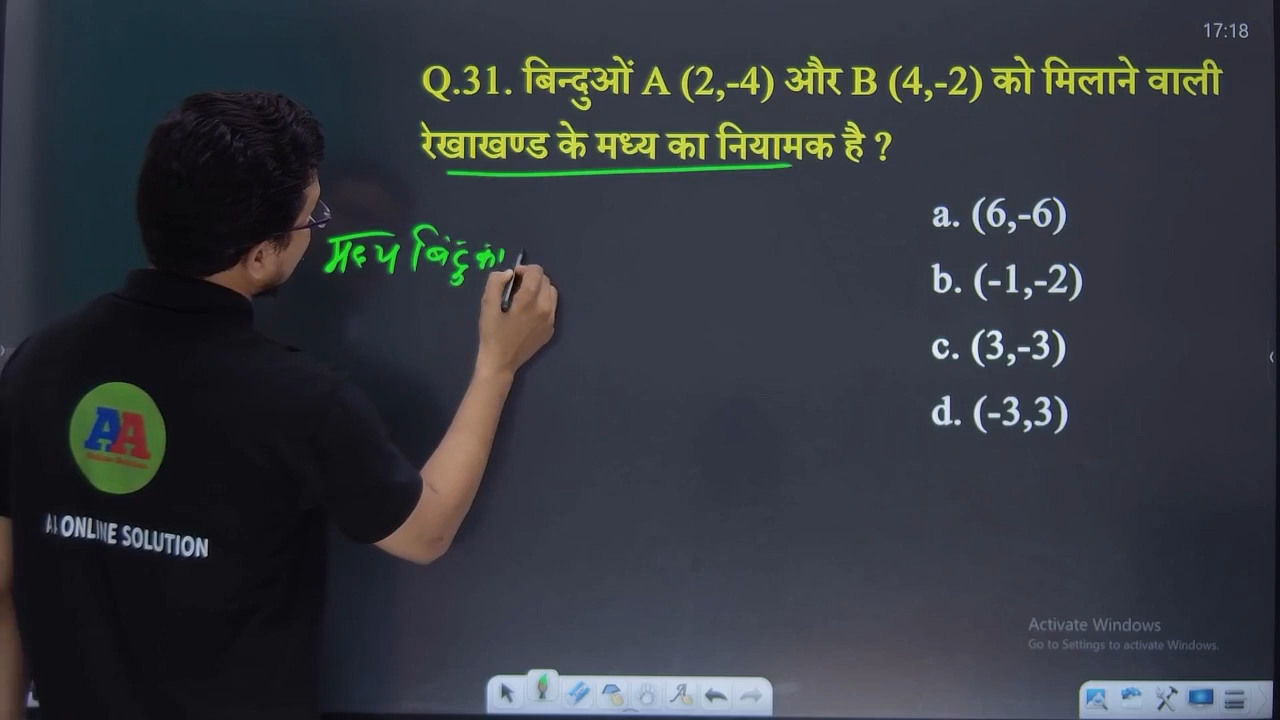 17:18
Q.31. बिन्दुओं A (2,-4) और B (4,-2) को मिलाने वाली
रेखाखण्ड के मध्य का नियामक है ?
मध्य बिंदु का
a. (6,-6)
b. (-1,-2)
c. (3,-3)
d. (-3,3)
AA
ONLINE SOLUTION
Activate Windows
Go to Settings to activate Windows.